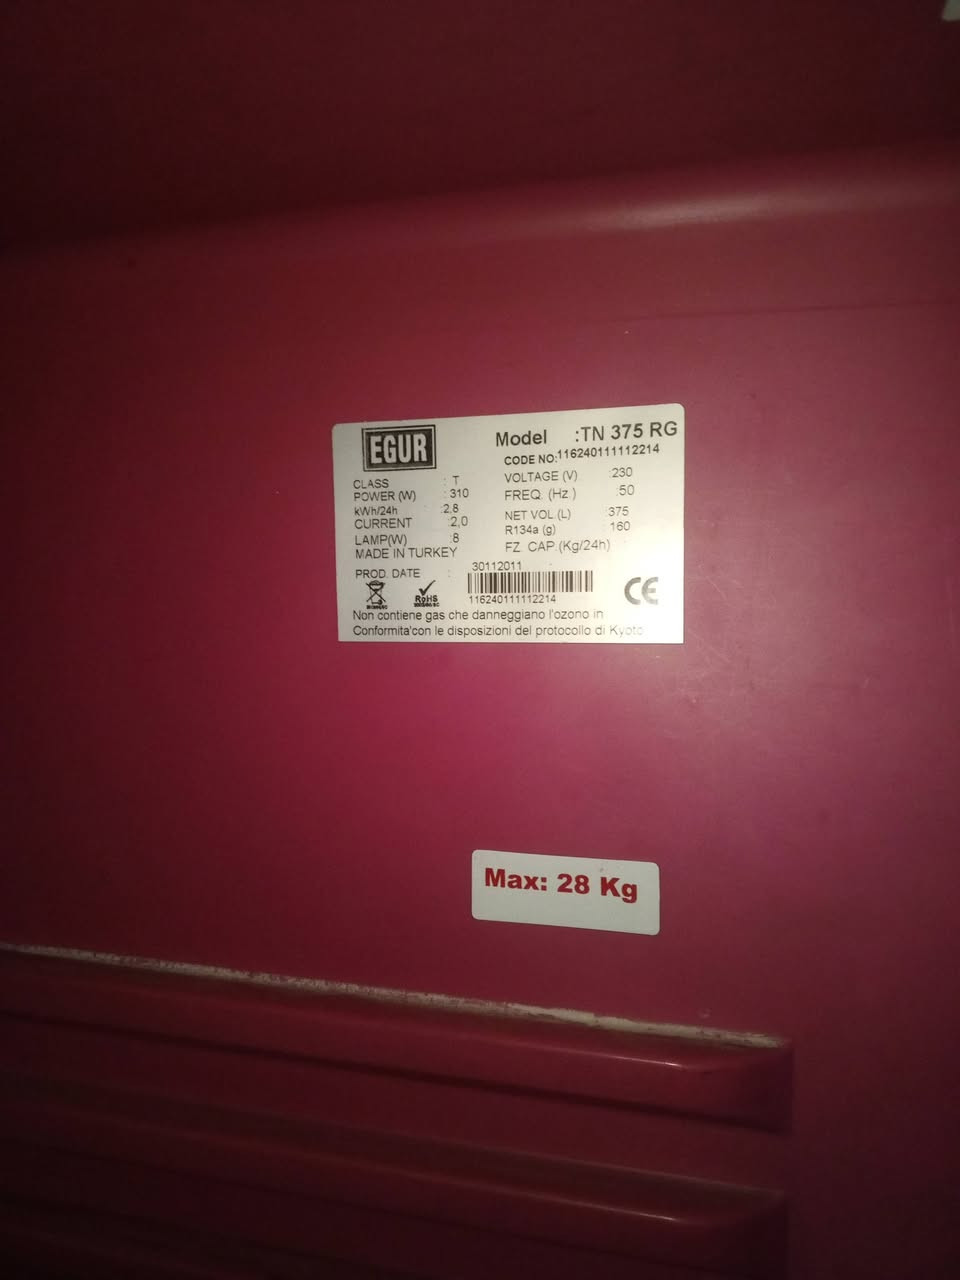 EGUR
Model :TN 375 RG
CODE NO:116240111112214
CLASS : T
POWER (W) : 310
kWh/24h :2,8
CURRENT :2,0
LAMP(W) :8
MADE IN TURKEY
PROD. DATE : 30112011
VOLTAGE (V) :230
FREQ. (Hz.) :50
NET VOL.(L) :375
R134a (g) : 160
FZ. CAP.(Kg/24h) :
RoHS
116240111112214
CE
Non contiene gas che danneggiano l'ozono in
Conformita'con le disposizioni del protocollo di Kyoto
Max: 28 Kg